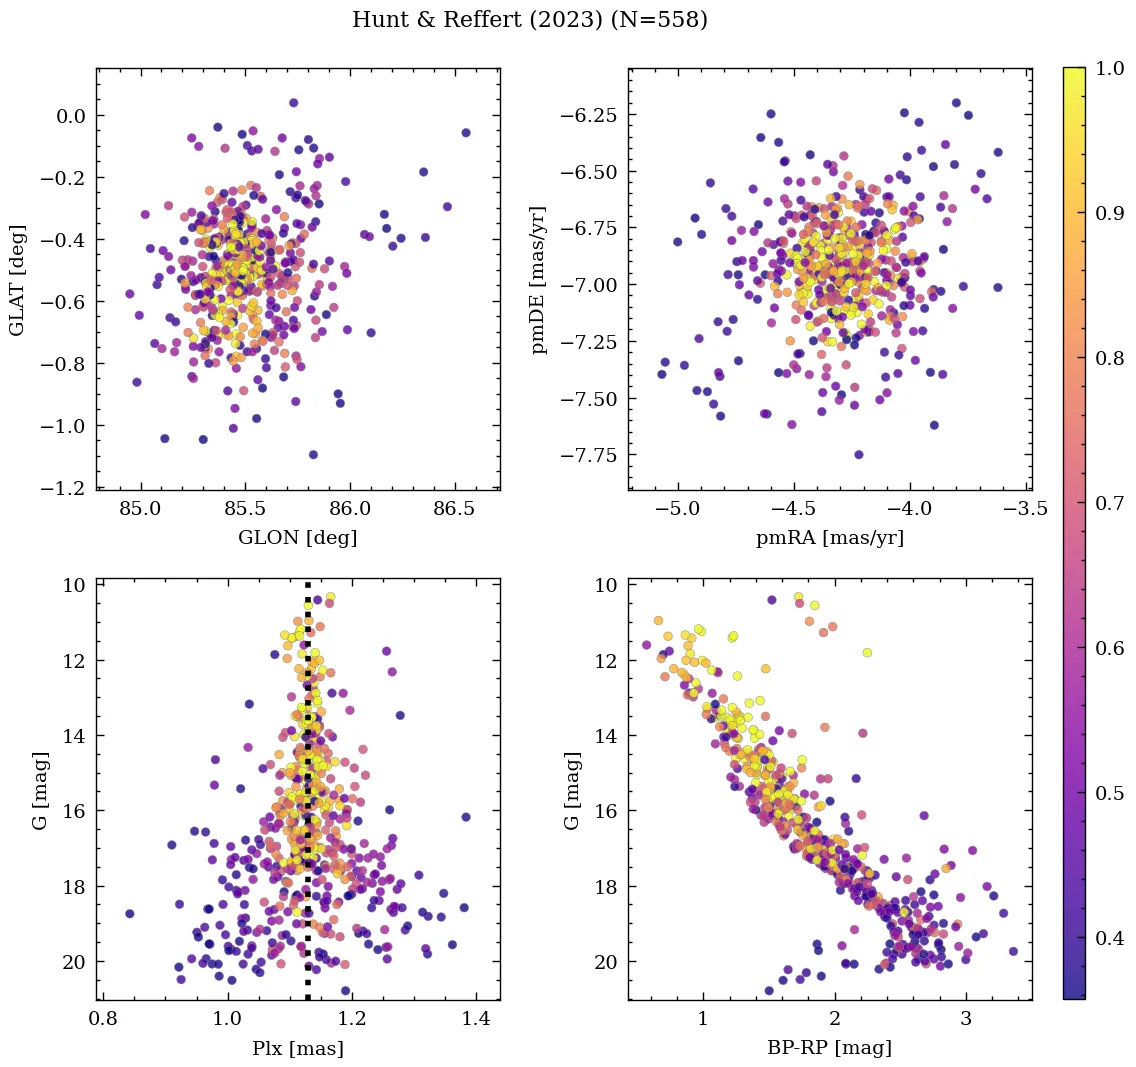 Hunt & Reffert (2023) (N=558)
0.0
−0.2
−0.4
−0.6
−0.8
−1.0
−1.2
GLAT [deg]
85.0 85.5 86.0 86.5
GLON [deg]
−6.25
−6.50
−6.75
−7.00
−7.25
−7.50
−7.75
pmDE [mas/yr]
−5.0 −4.5 −4.0 −3.5
pmRA [mas/yr]
10
12
14
16
18
20
G [mag]
0.8 1.0 1.2 1.4
Plx [mas]
10
12
14
16
18
20
G [mag]
1 2 3
BP-RP [mag]
1.0
0.9
0.8
0.7
0.6
0.5
0.4